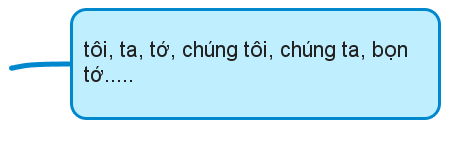 tôi, ta, tớ, chúng tôi, chúng ta, bọn
tớ.....